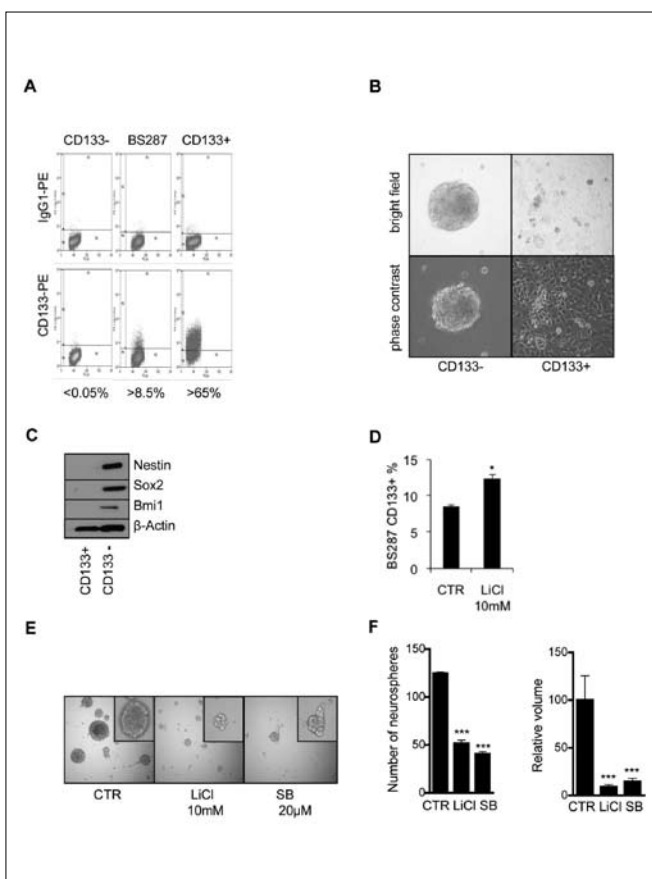 A
CD133- BS287 CD133+
IgG1-PE
CD133-PE
<0.05% >8.5% >65%
B
bright field
phase contrast
CD133- CD133+
C
Nestin
Sox2
Bmi1
β-Actin
CD133+
CD133-
D
BS287 CD133+ %
15
10
5
0
*
CTR LiCl
10mM
E
CTR LiCl SB
10mM 20µM
F
Number of neurospheres
150
100
50
0
***
***
CTR LiCl SB
Relative volume
150
100
50
0
*** ***
CTR LiCl SB